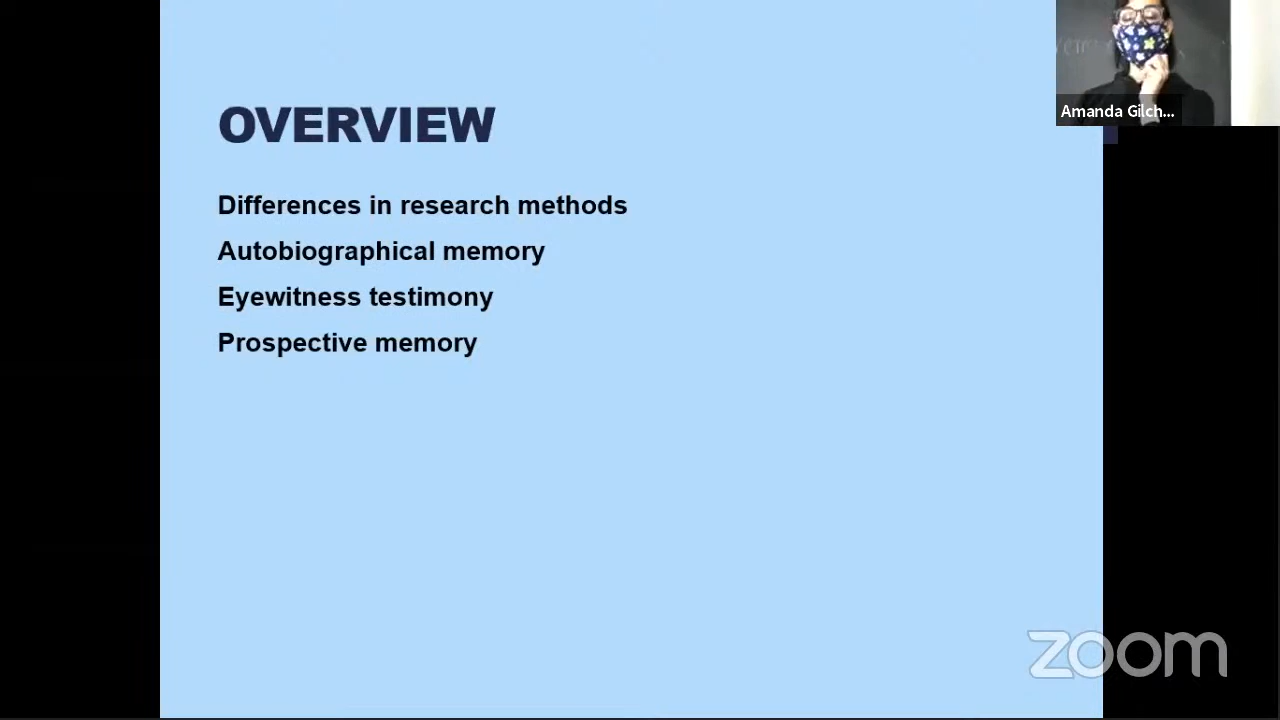 OVERVIEW
Differences in research methods
Autobiographical memory
Eyewitness testimony
Prospective memory
Amanda Gilch...
zoom